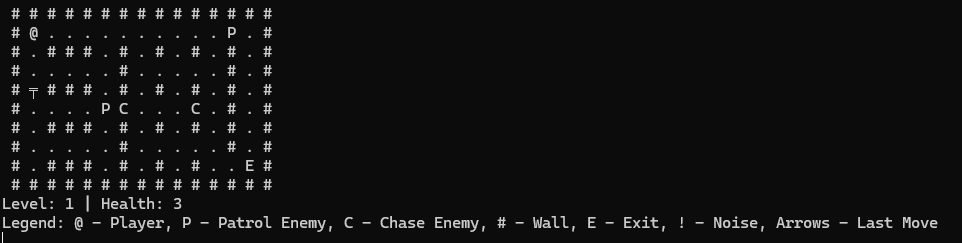 # # # # # # # # # # # # # # #
# @ . . . . . . . . . . P . #
# . # # # . # . # . # . # . #
# . . . . . # . . . . . # . #
# ╤ # # # . # . # . # . # . #
# . . . . P C . . . C . # . #
# . # # # . # . # . # . # . #
# . . . . . # . . . . . # . #
# . # # # . # . # . # . . E #
# # # # # # # # # # # # # # #
Level: 1 | Health: 3
Legend: @ - Player, P - Patrol Enemy, C - Chase Enemy, # - Wall, E - Exit, ! - Noise, Arrows - Last Move